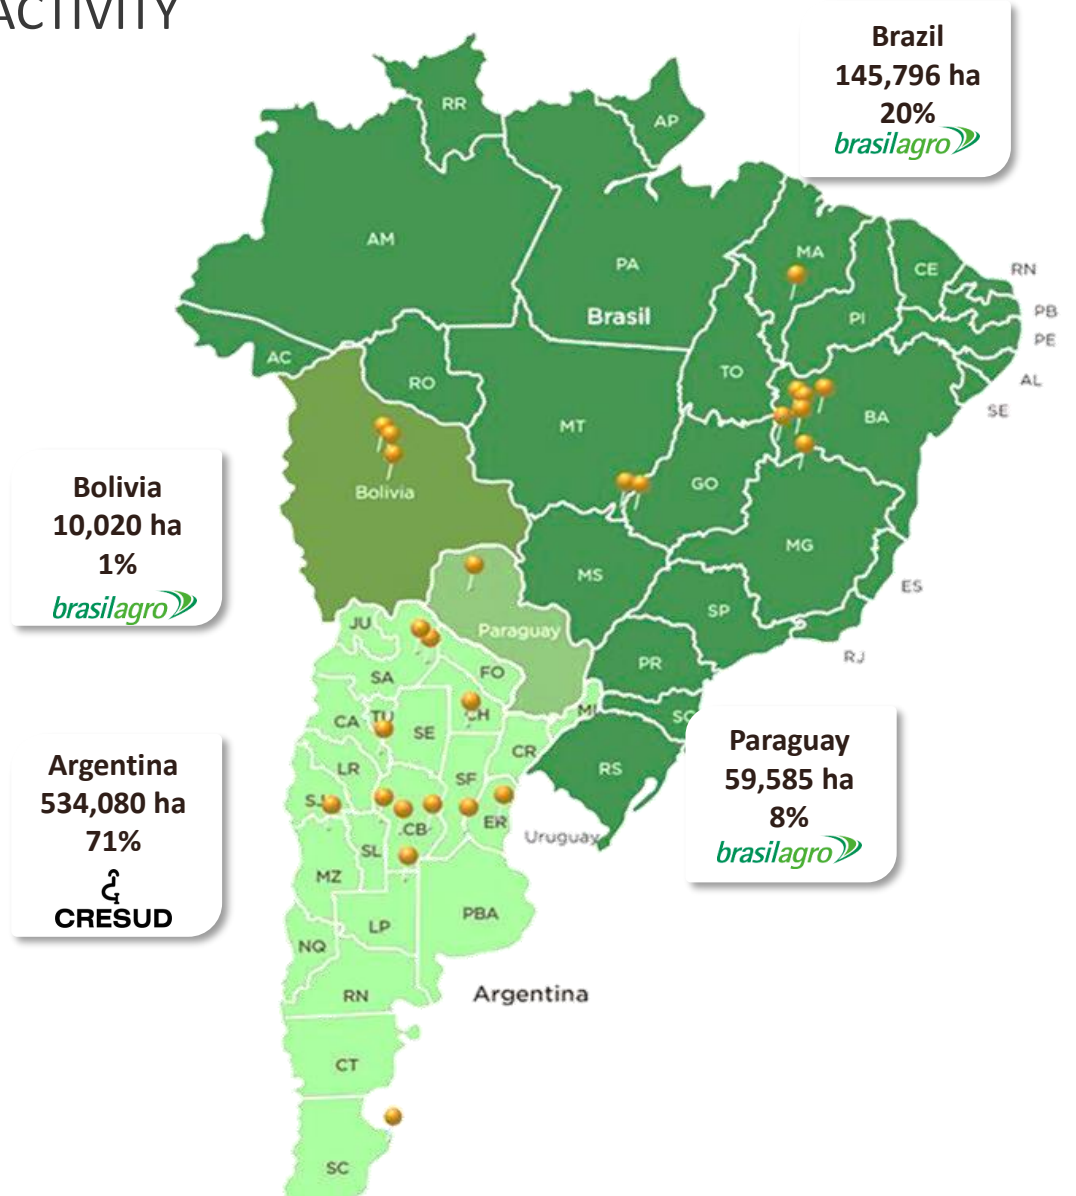 ACTIVITY
Brazil
145,796 ha
20%
brasilagro
RR
AP
AM
PA
MA
CE
RN
Brasil
PI
PB
PE
AC
RO
TO
AL
SE
MT
BA
GO
Bolivia
Bolivia
10,020 ha
1%
brasilagro
MG
MS
ES
SP
JU
Paraguay
RJ
PR
SA
FO
MI
CA
TU
SE
CH
SC
CR
LR
SF
RS
SJ
CB
ER
Uruguay
SL
Argentina
534,080 ha
71%
CRESUD
Paraguay
59,585 ha
8%
brasilagro
MZ
LP
PBA
NQ
RN
Argentina
CT
SC